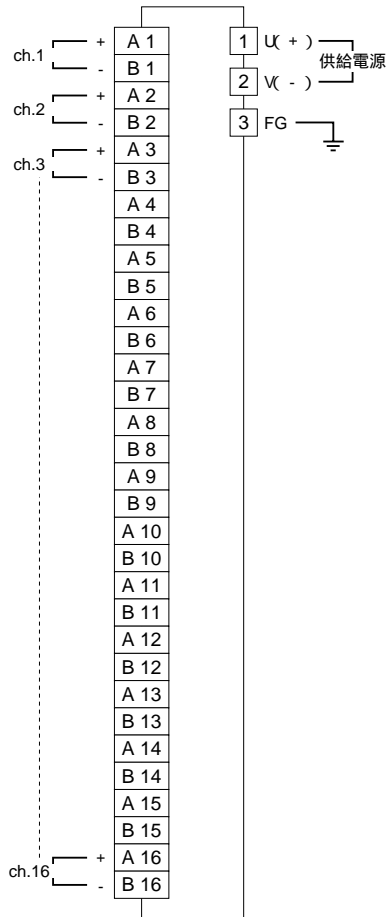 ch.1 + A 1
- B 1
ch.2 + A 2
- B 2
ch.3 + A 3
- B 3
A 4
B 4
A 5
B 5
A 6
B 6
A 7
B 7
A 8
B 8
A 9
B 9
A 10
B 10
A 11
B 11
A 12
B 12
A 13
B 13
A 14
B 14
A 15
B 15
ch.16 + A 16
- B 16
1 U( + )
供給電源
2 V( - )
3 FG